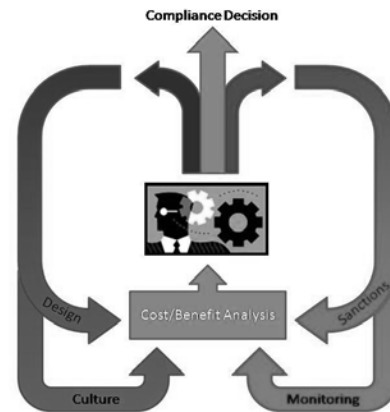 Compliance Decision
Design
Cost/Benefit Analysis
Sanctions
Culture
Monitoring